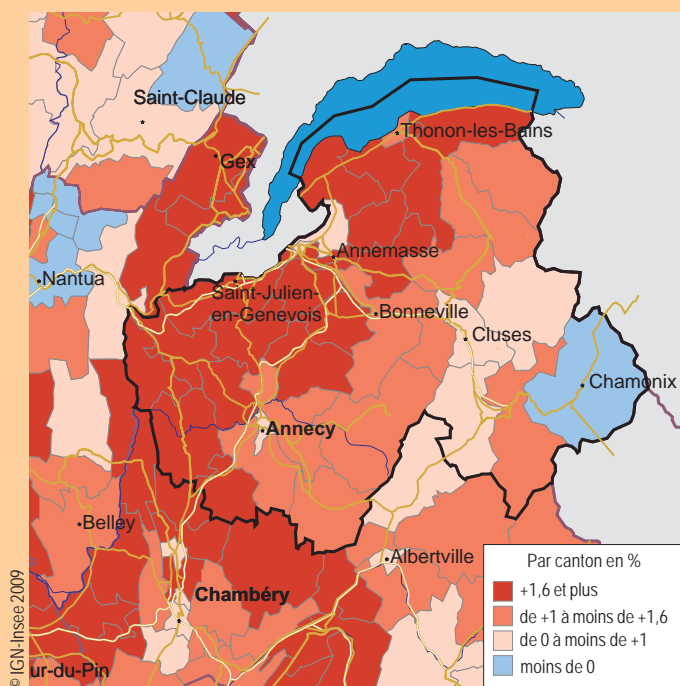 Saint-Claude
Thonon-les-Bains
Gex
Annemasse
Nantua
Saint-Julien-
en-Genevois
Bonneville
Cluses
Chamonix
Annecy
Belley
Albertville
Chambéry
ur-du-Pin
Par canton en %
+1,6 et plus
de +1 à moins de +1,6
de 0 à moins de +1
moins de 0
© IGN-Insee 2009